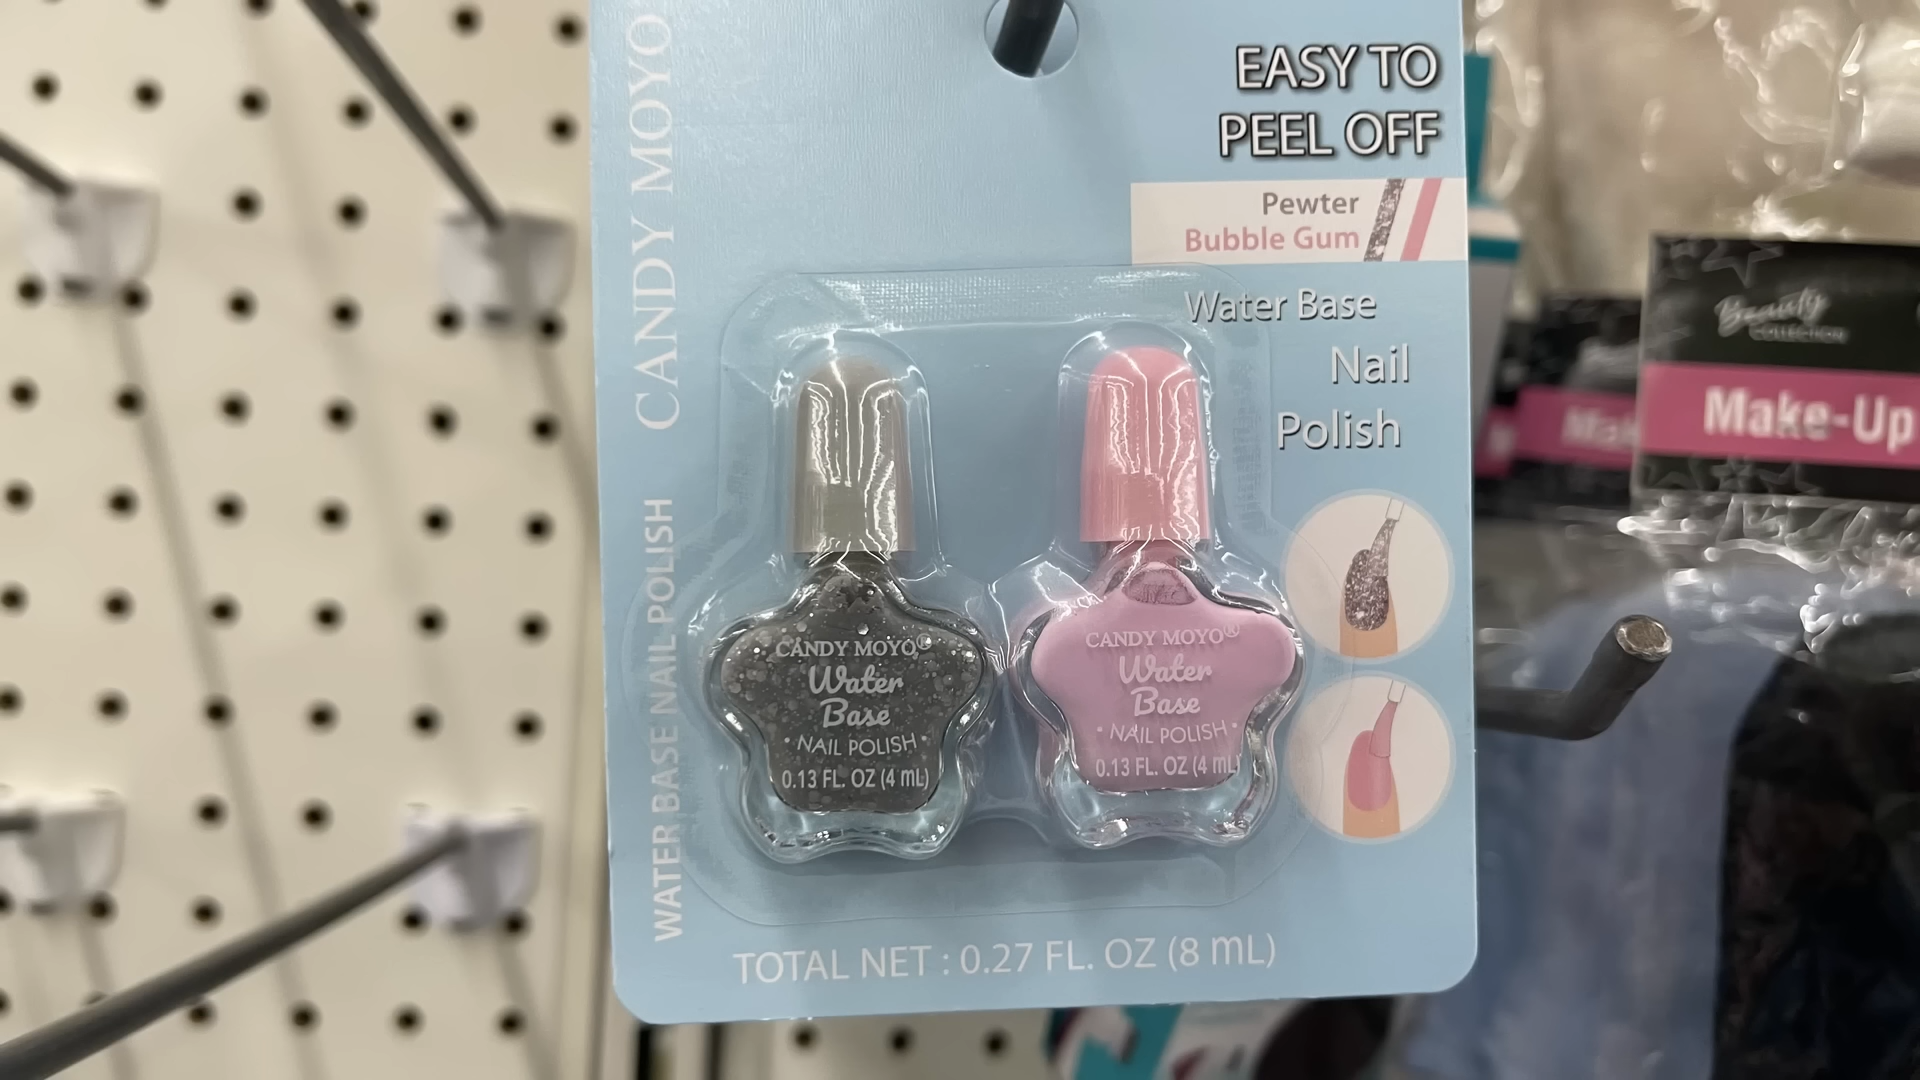 CANDY MOYO
WATER BASE NAIL POLISH
EASY TO
PEEL OFF
Pewter
Bubble Gum
Water Base
Nail
Polish
CANDY MOYO®
Water
Base
• NAIL POLISH •
0.13 FL. OZ (4 mL)
CANDY MOYO®
Water
Base
• NAIL POLISH •
0.13 FL. OZ (4 mL)
TOTAL NET : 0.27 FL. OZ (8 mL)
Beauty
COLLECTION
Make-Up